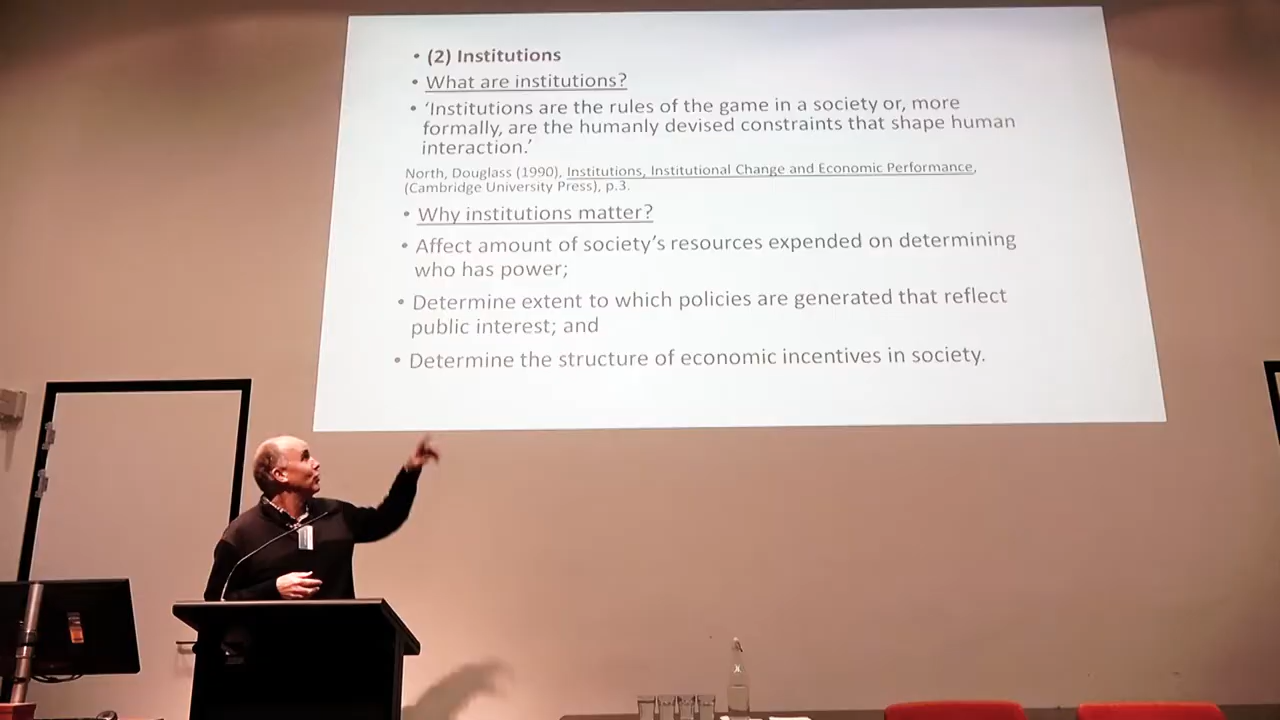 • (2) Institutions
• What are institutions?
• ‘Institutions are the rules of the game in a society or, more
formally, are the humanly devised constraints that shape human
interaction.’
North, Douglass (1990), Institutions, Institutional Change and Economic Performance,
(Cambridge University Press), p.3.
• Why institutions matter?
• Affect amount of society’s resources expended on determining
who has power;
• Determine extent to which policies are generated that reflect
public interest; and
• Determine the structure of economic incentives in society.